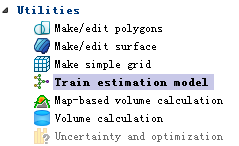 Utilities
Make/edit polygons
Make/edit surface
Make simple grid
Train estimation model
Map-based volume calculation
Volume calculation
Uncertainty and optimization